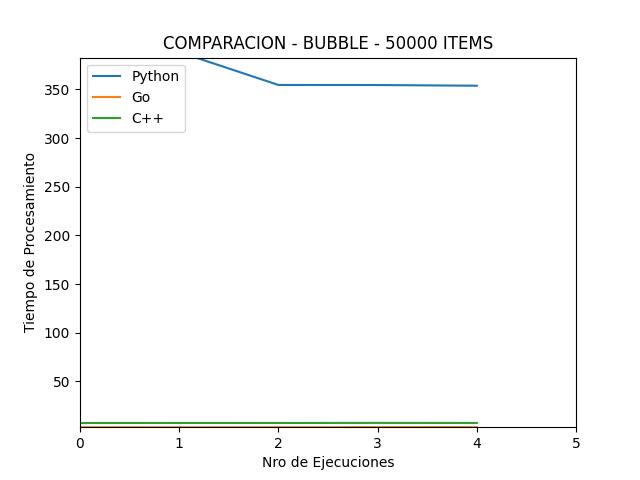 COMPARACION - BUBBLE - 50000 ITEMS
Python
Go
C++
350
300
250
200
150
100
50
Tiempo de Procesamiento
0 1 2 3 4 5
Nro de Ejecuciones